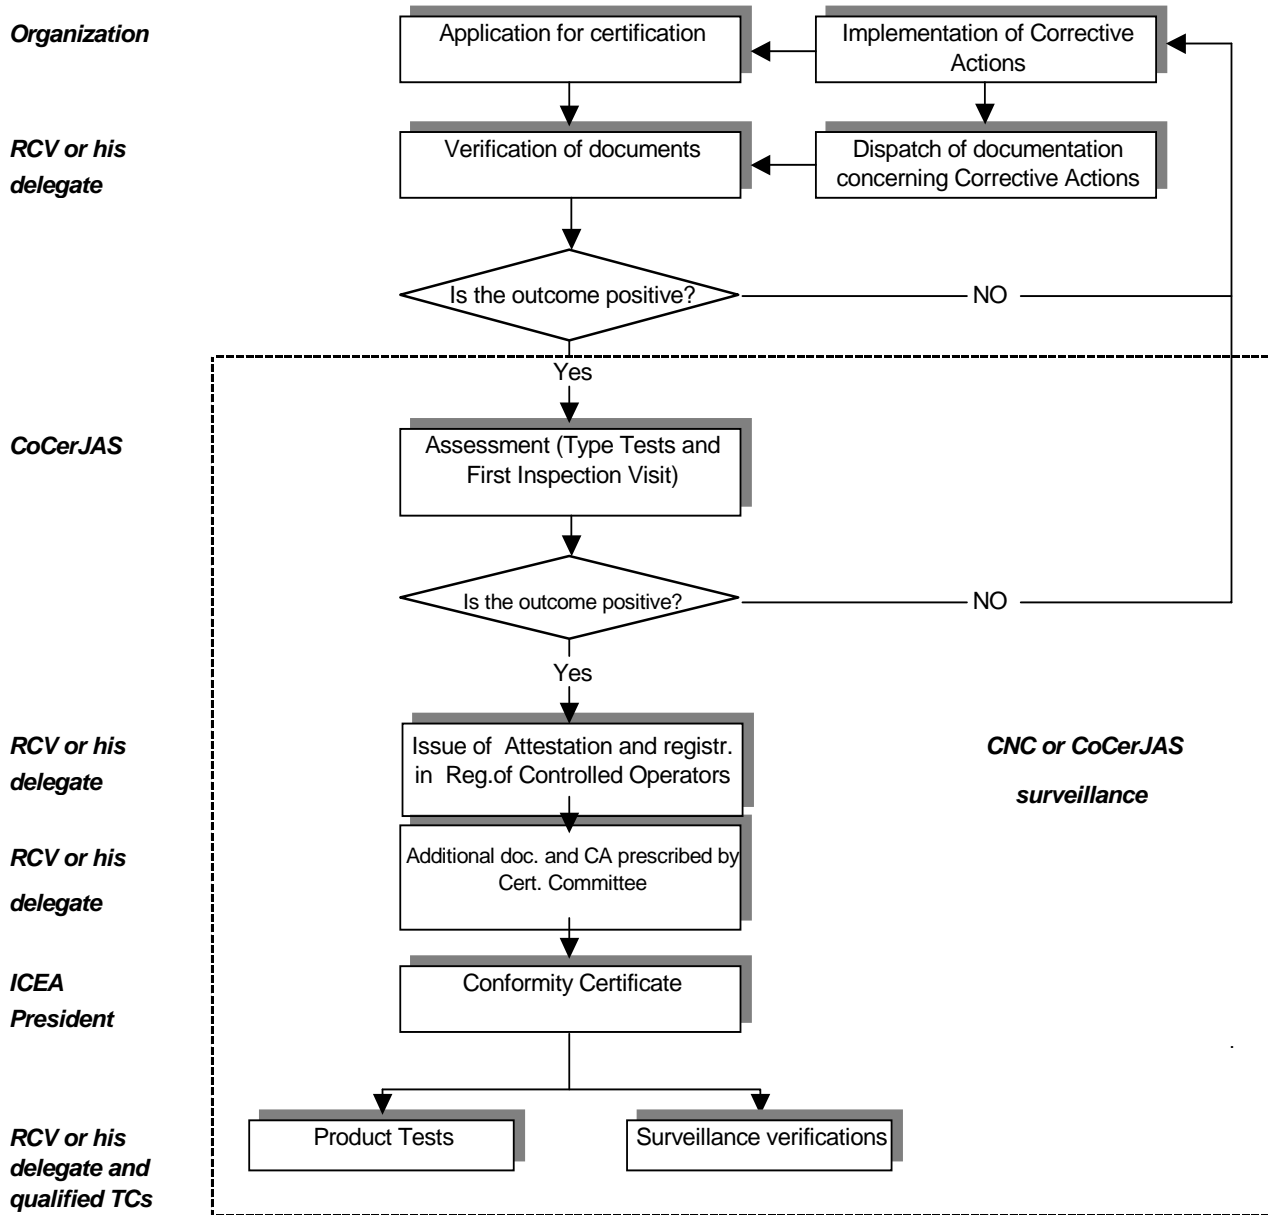 Organization
Application for certification
Implementation of Corrective
Actions
RCV or his
delegate
Verification of documents
Dispatch of documentation
concerning Corrective Actions
Is the outcome positive?
NO
Yes
CoCerJAS
Assessment (Type Tests and
First Inspection Visit)
Is the outcome positive?
NO
Yes
RCV or his
delegate
Issue of Attestation and registr.
in Reg.of Controlled Operators
CNC or CoCerJAS
surveillance
RCV or his
delegate
Additional doc. and CA prescribed by
Cert. Committee
ICEA
President
Conformity Certificate
.
RCV or his
delegate and
qualified TCs
Product Tests
Surveillance verifications